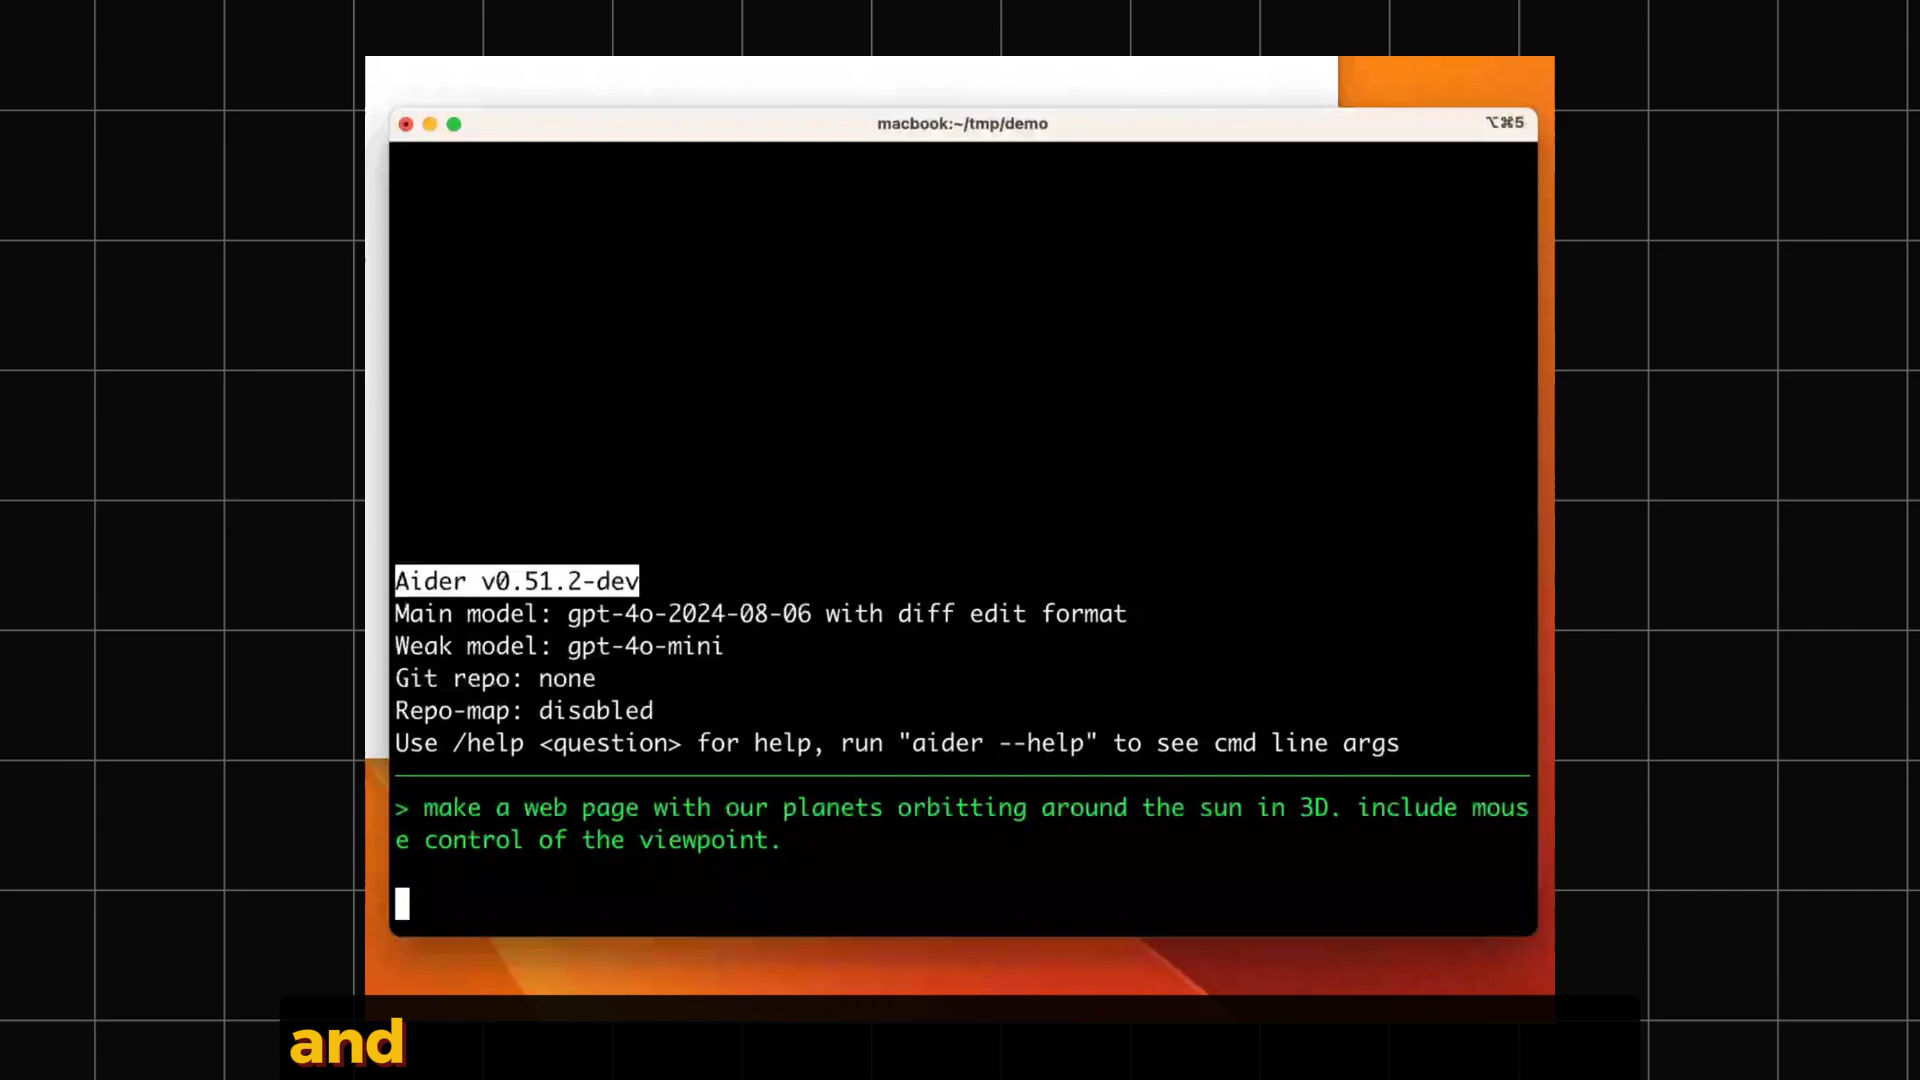 macbook:~/tmp/demo
⌥⌘5
Aider v0.51.2-dev
Main model: gpt-4o-2024-08-06 with diff edit format
Weak model: gpt-4o-mini
Git repo: none
Repo-map: disabled
Use /help <question> for help, run "aider --help" to see cmd line args
> make a web page with our planets orbitting around the sun in 3D. include mous
e control of the viewpoint.
and